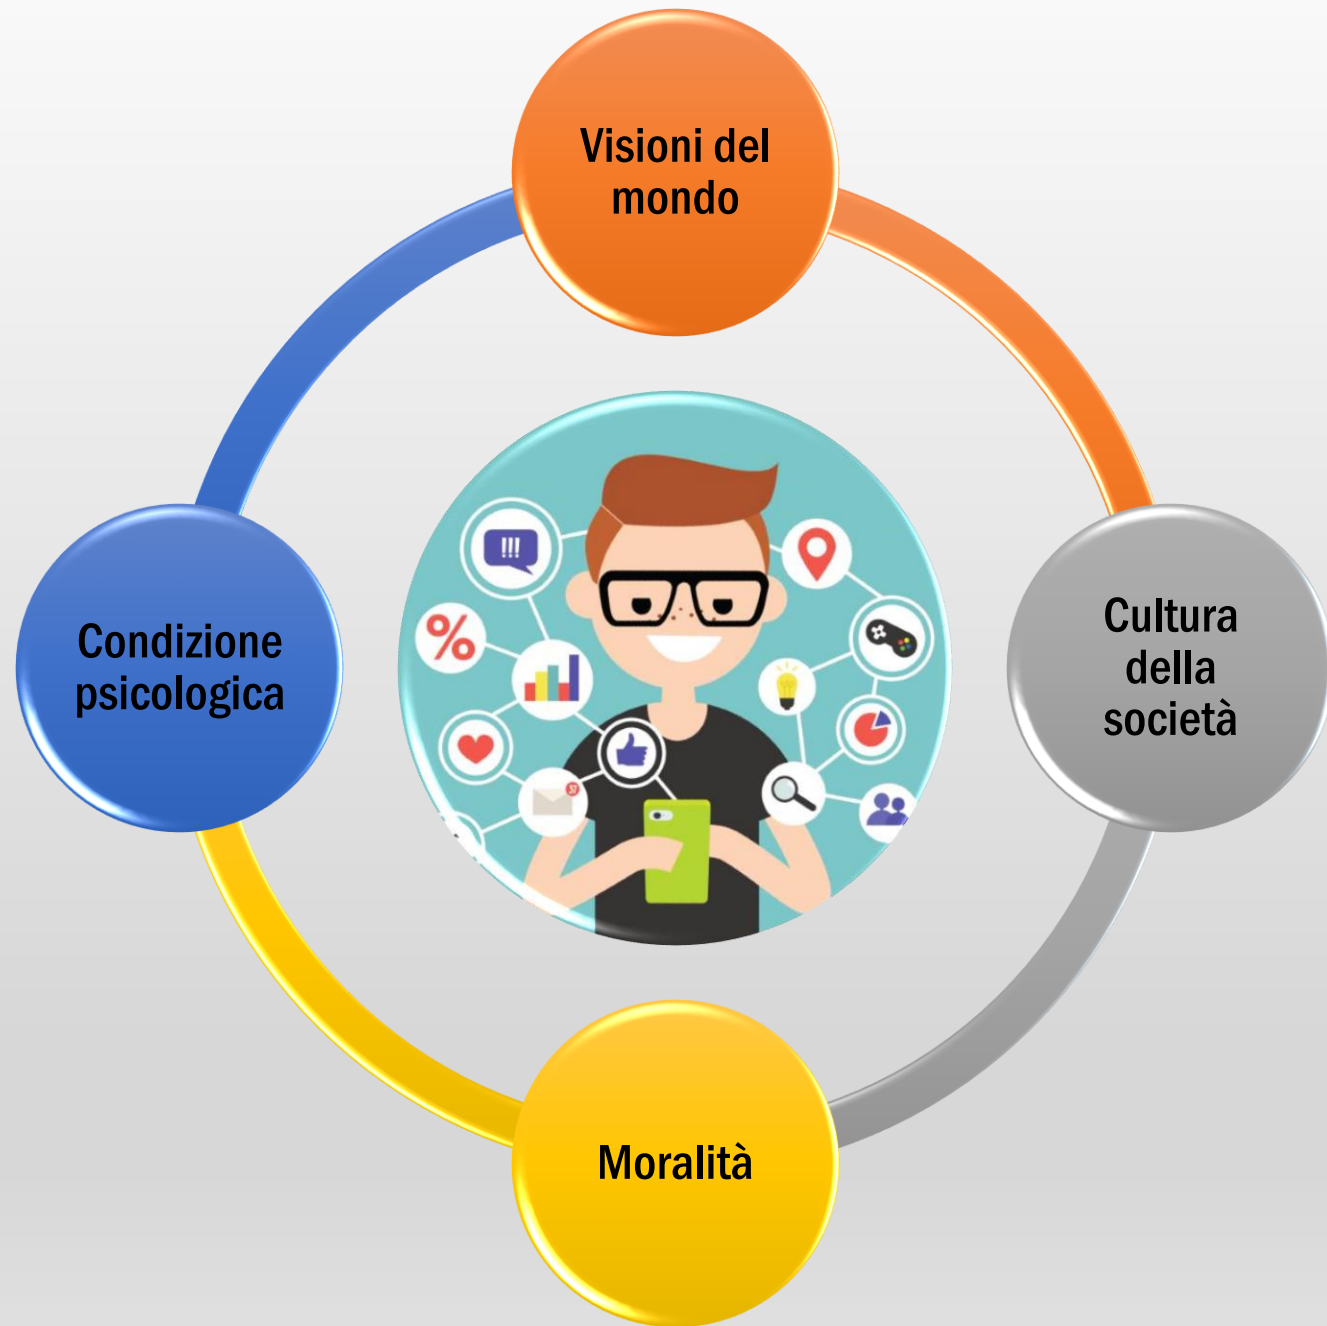 Visioni del
mondo
Condizione
psicologica
Cultura
della
società
Moralità
!!!
%